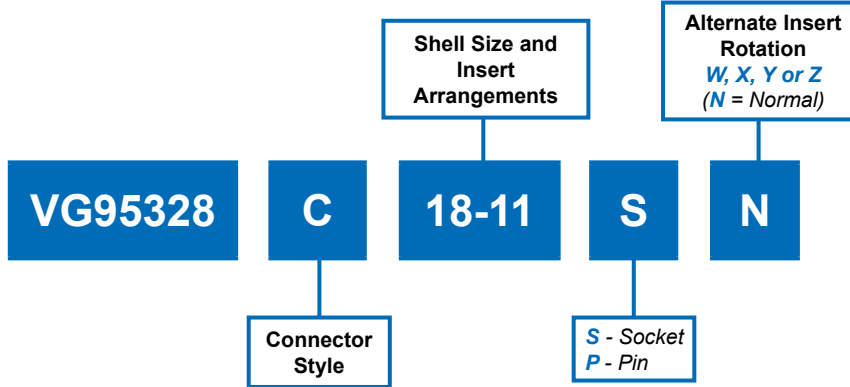 Shell Size and
Insert
Arrangements
Alternate Insert
Rotation
W, X, Y or Z
(N = Normal)
VG95328
C
18-11
S
N
Connector
Style
S - Socket
P - Pin